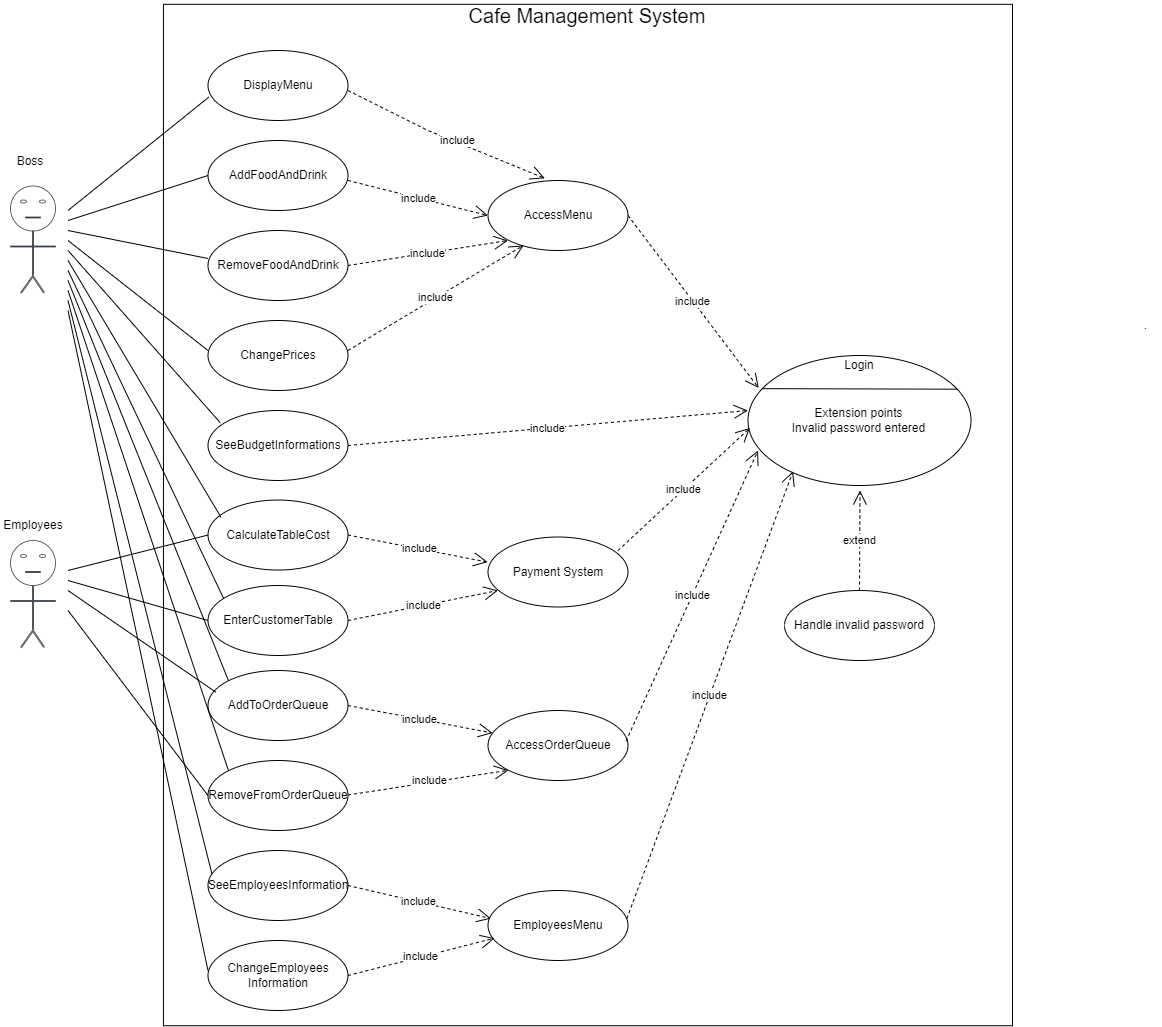 Cafe Management System
DisplayMenu
include
Boss
AddFoodAndDrink
include
AccessMenu
RemoveFoodAndDrink
include
include
include
ChangePrices
Login
Extension points
Invalid password entered
SeeBudgetInformations
include
include
Employees
CalculateTableCost
include
extend
Payment System
include
include
EnterCustomerTable
Handle invalid password
include
AddToOrderQueue
include
AccessOrderQueue
include
RemoveFromOrderQueue
SeeEmployeesInformation
include
EmployeesMenu
include
ChangeEmployees
Information